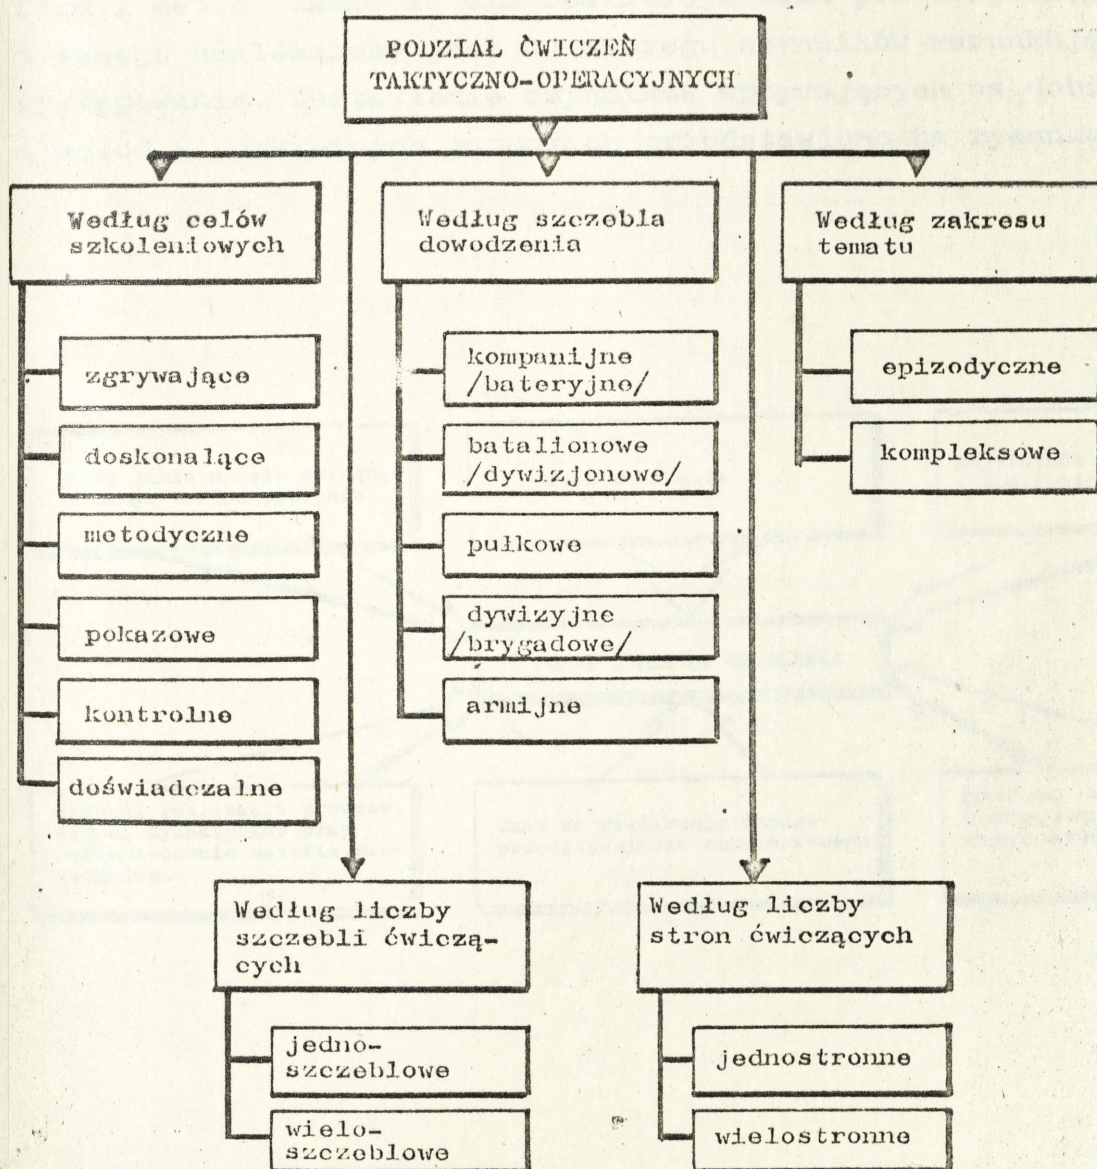 PODZIAŁ ĆWICZEŃ
TAKTYCZNO-OPERACYJNYCH
Według celów
szkoleniowych
zgrywające
doskonalące
metodyczne
pokazowe
kontrolne
doświadczalne
Według szczebla
dowodzenia
kompanijne
/bateryjne/
batalionowe
/dywizjonowe/
pułkowe
dywizyjne
/brygadowe/
armijne
Według zakresu
tematu
epizodyczne
kompleksowe
Według liczby
szczebli ćwiczą-
cych
jedno-
szczeblowe
wielo-
szczeblowe
Według liczby
stron ćwiczących
jednostronne
wielostronne